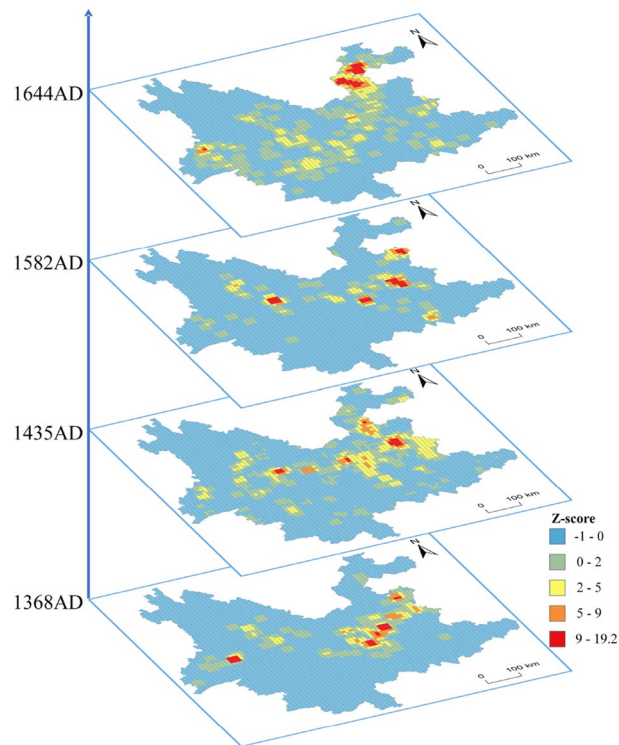 N
1644AD
0 100 km
N
1582AD
0 100 km
N
1435AD
0 100 km
Z-score
-1 - 0
0 - 2
2 - 5
5 - 9
9 - 19.2
N
1368AD
0 100 km